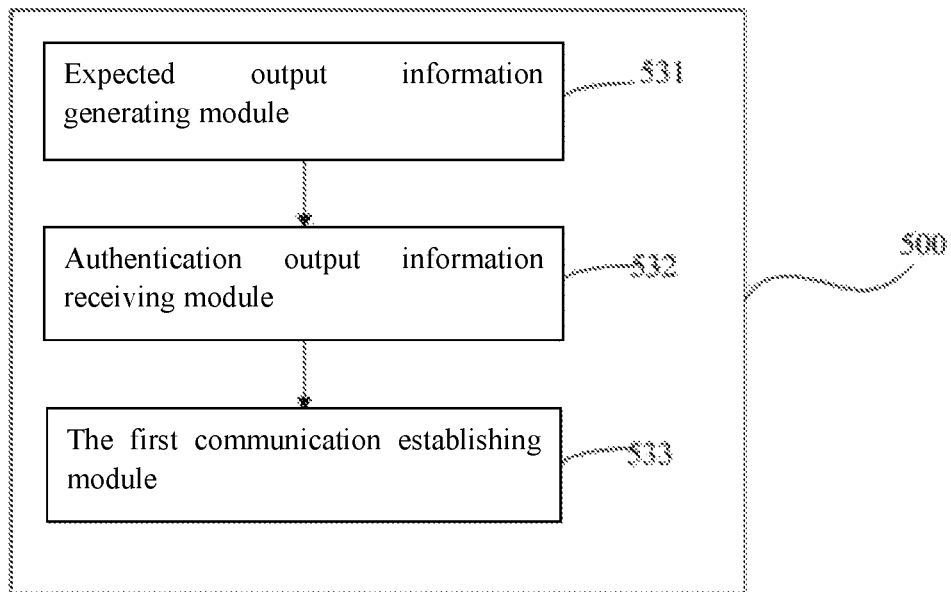 Expected output information
generating module
531
Authentication output information
receiving module
532
500
The first communication establishing
module
533